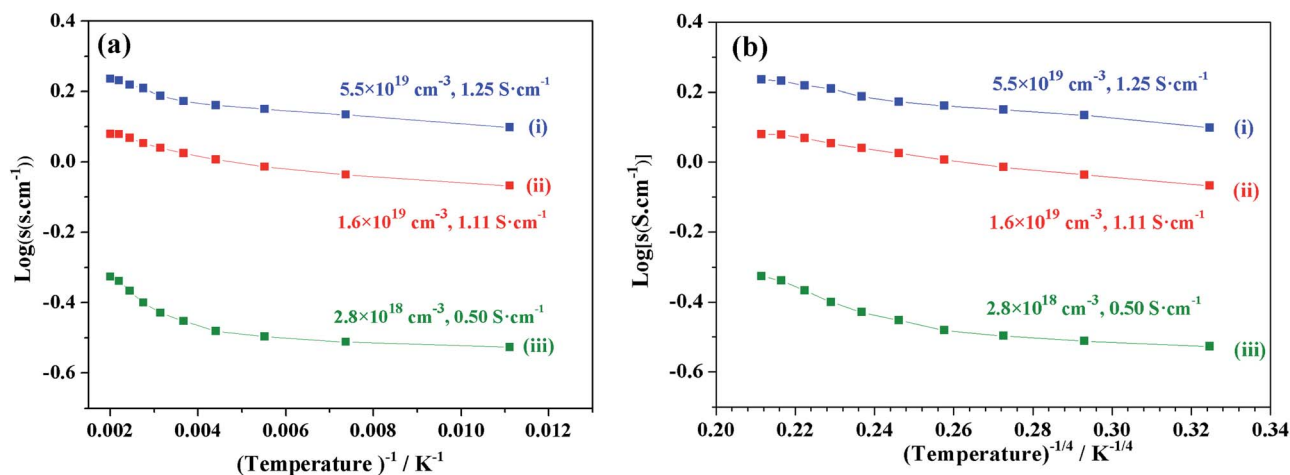 (a)
0.4
0.2
0.0
-0.2
-0.4
-0.6
Log(s(s.cm⁻¹))
5.5×10¹⁹ cm⁻³, 1.25 S·cm⁻¹
(i)
(ii)
1.6×10¹⁹ cm⁻³, 1.11 S·cm⁻¹
2.8×10¹⁸ cm⁻³, 0.50 S·cm⁻¹
(iii)
0.002 0.004 0.006 0.008 0.010 0.012
(Temperature )⁻¹ / K⁻¹
(b)
0.4
0.2
0.0
-0.2
-0.4
-0.6
Log[s(S.cm⁻¹)]
5.5×10¹⁹ cm⁻³, 1.25 S·cm⁻¹
(i)
(ii)
1.6×10¹⁹ cm⁻³, 1.11 S·cm⁻¹
2.8×10¹⁸ cm⁻³, 0.50 S·cm⁻¹
(iii)
0.20 0.22 0.24 0.26 0.28 0.30 0.32 0.34
(Temperature)⁻¹/⁴ / K⁻¹/⁴